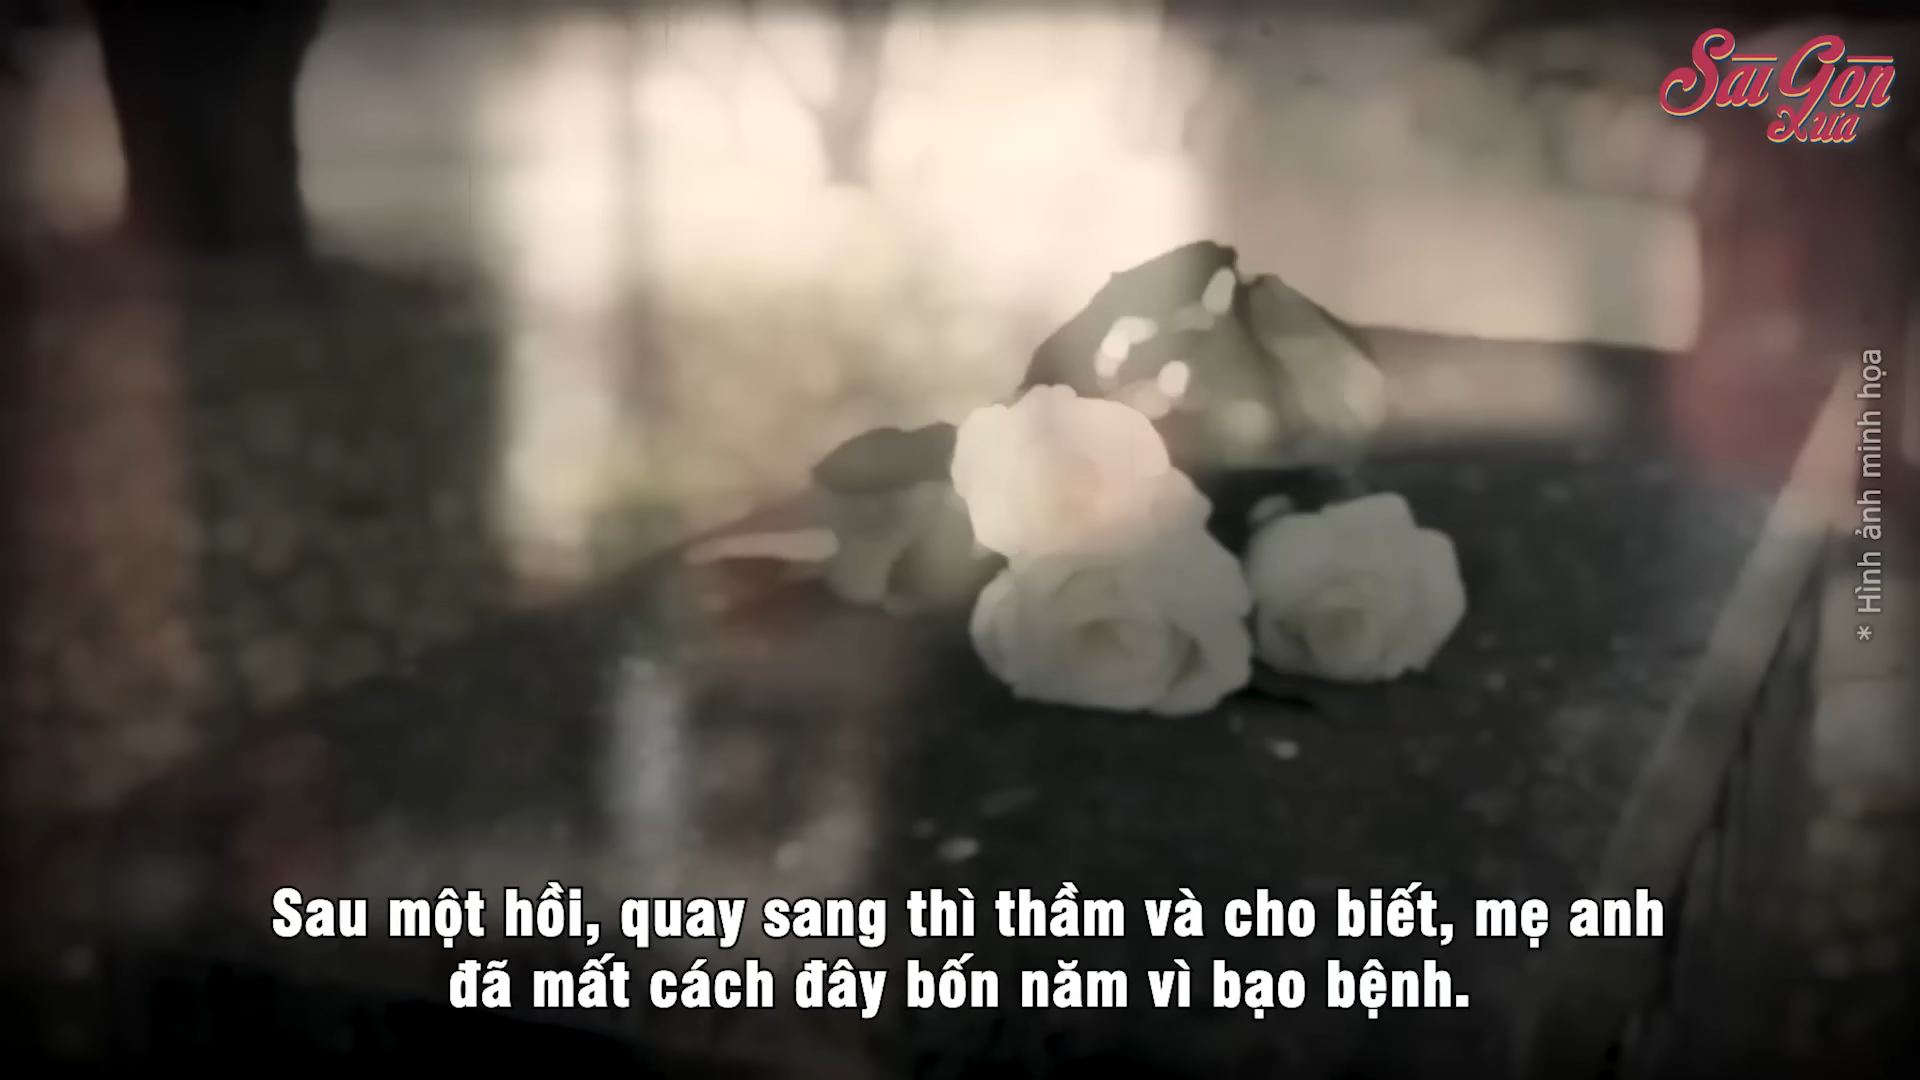 Sài Gòn
Xưa
* Hình ảnh minh họa
Sau một hồi, quay sang thì thầm và cho biết, mẹ anh
đã mất cách đây bốn năm vì bạo bệnh.